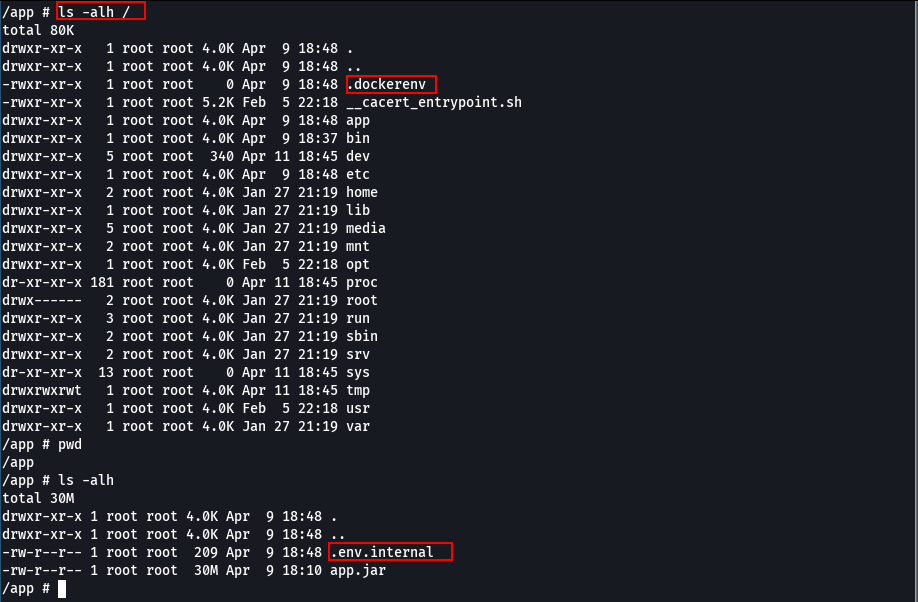 /app # ls -alh /
total 80K
drwxr-xr-x   1 root root 4.0K Apr  9 18:48 .
drwxr-xr-x   1 root root 4.0K Apr  9 18:48 ..
-rwxr-xr-x   1 root root    0 Apr  9 18:48 .dockerenv
-rwxr-xr-x   1 root root 5.2K Feb  5 22:18 __cacert_entrypoint.sh
drwxr-xr-x   1 root root 4.0K Apr  9 18:48 app
drwxr-xr-x   1 root root 4.0K Apr  9 18:37 bin
drwxr-xr-x   5 root root  340 Apr 11 18:45 dev
drwxr-xr-x   1 root root 4.0K Apr  9 18:48 etc
drwxr-xr-x   2 root root 4.0K Jan 27 21:19 home
drwxr-xr-x   1 root root 4.0K Jan 27 21:19 lib
drwxr-xr-x   5 root root 4.0K Jan 27 21:19 media
drwxr-xr-x   2 root root 4.0K Jan 27 21:19 mnt
drwxr-xr-x   1 root root 4.0K Feb  5 22:18 opt
dr-xr-xr-x 181 root root    0 Apr 11 18:45 proc
drwx------   2 root root 4.0K Jan 27 21:19 root
drwxr-xr-x   3 root root 4.0K Jan 27 21:19 run
drwxr-xr-x   2 root root 4.0K Jan 27 21:19 sbin
drwxr-xr-x   2 root root 4.0K Jan 27 21:19 srv
dr-xr-xr-x  13 root root    0 Apr 11 18:45 sys
drwxrwxrwt   1 root root 4.0K Apr 11 18:45 tmp
drwxr-xr-x   1 root root 4.0K Feb  5 22:18 usr
drwxr-xr-x   1 root root 4.0K Jan 27 21:19 var
/app # pwd
/app
/app # ls -alh
total 30M
drwxr-xr-x 1 root root 4.0K Apr  9 18:48 .
drwxr-xr-x 1 root root 4.0K Apr  9 18:48 ..
-rw-r--r-- 1 root root  209 Apr  9 18:48 .env.internal
-rw-r--r-- 1 root root  30M Apr  9 18:10 app.jar
/app #